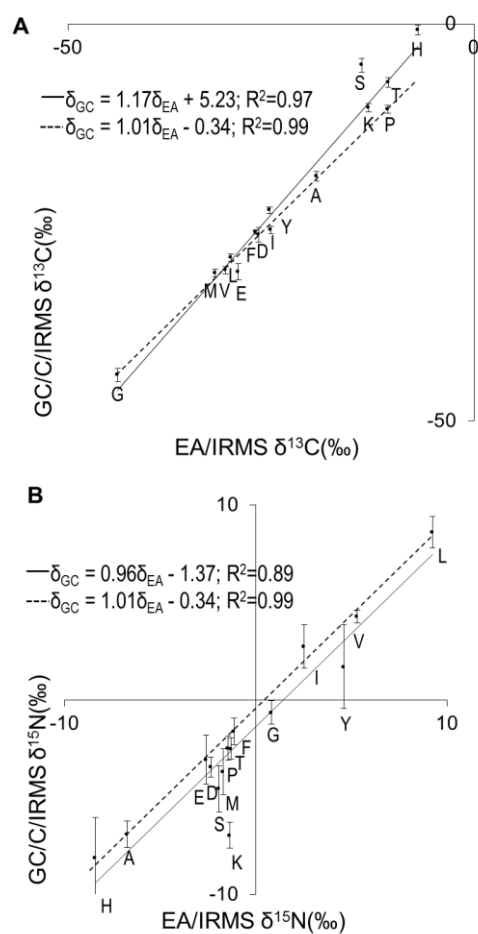 A
-50
0
H
S
T
δGC = 1.17δEA + 5.23; R²=0.97
δGC = 1.01δEA - 0.34; R²=0.99
K
P
A
Y
I
F
D
L
E
M
V
G
GC/C/IRMS δ¹³C(‰)
-50
EA/IRMS δ¹³C(‰)
B
10
δGC = 0.96δEA - 1.37; R²=0.89
δGC = 1.01δEA - 0.34; R²=0.99
L
V
I
Y
-10
10
G
F
T
P
E
D
M
S
K
A
H
GC/C/IRMS δ¹⁵N(‰)
-10
EA/IRMS δ¹⁵N(‰)